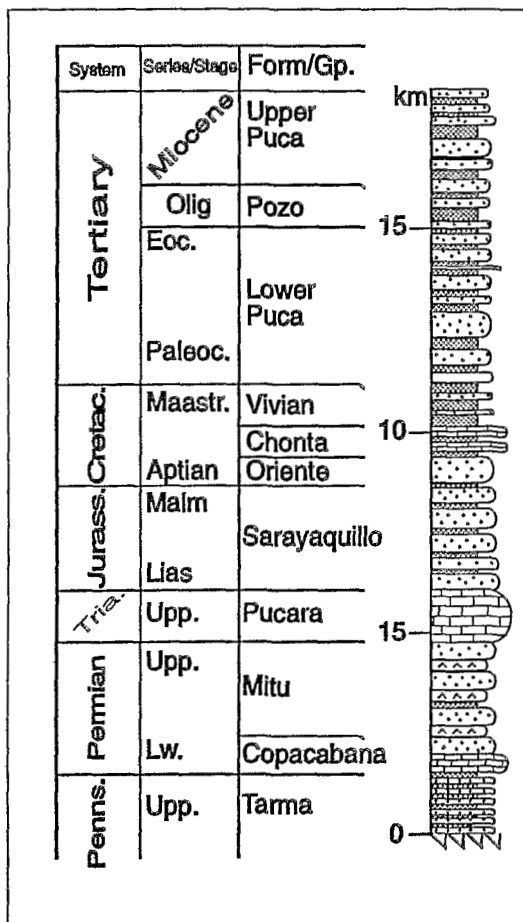 System Series/Stage Form/Gp.
km
Tertiary
Miocene
Upper
Puca
Olig
Pozo
15
Eoc.
Lower
Puca
Paleoc.
Cretac.
Maastr.
Vivian
10
Chonta
Aptian
Oriente
Jurass.
Malm
Sarayaquillo
Lias
Tria.
Upp.
Pucara
15
Permian
Upp.
Mitu
Lw.
Copacabana
Penns.
Upp.
Tarma
0